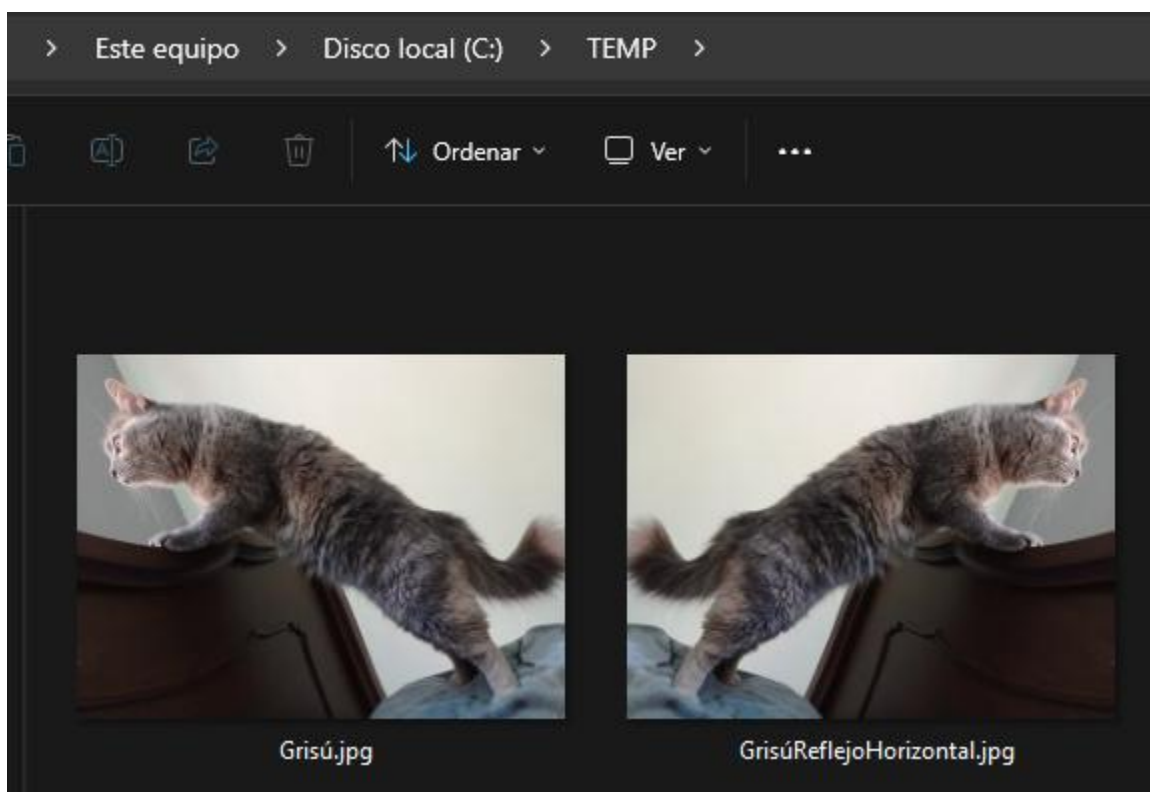 > Este equipo > Disco local (C:) > TEMP >
Ordenar Ver ...
Grisú.jpg GrisúReflejoHorizontal.jpg